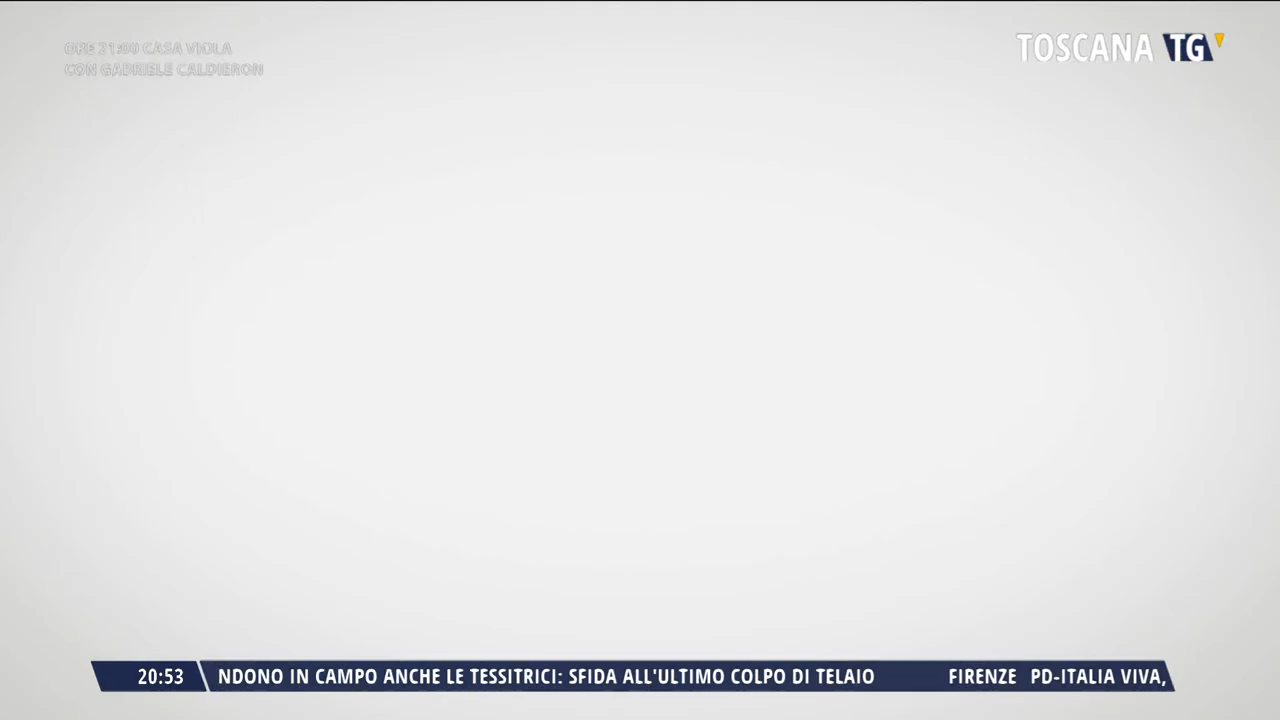 ORE 21:00 CASA VIOLA
CON GABRIELE CALDIERON
TOSCANA TG
20:53 NDONO IN CAMPO ANCHE LE TESSITRICI: SFIDA ALL'ULTIMO COLPO DI TELAIO FIRENZE PD-ITALIA VIVA,